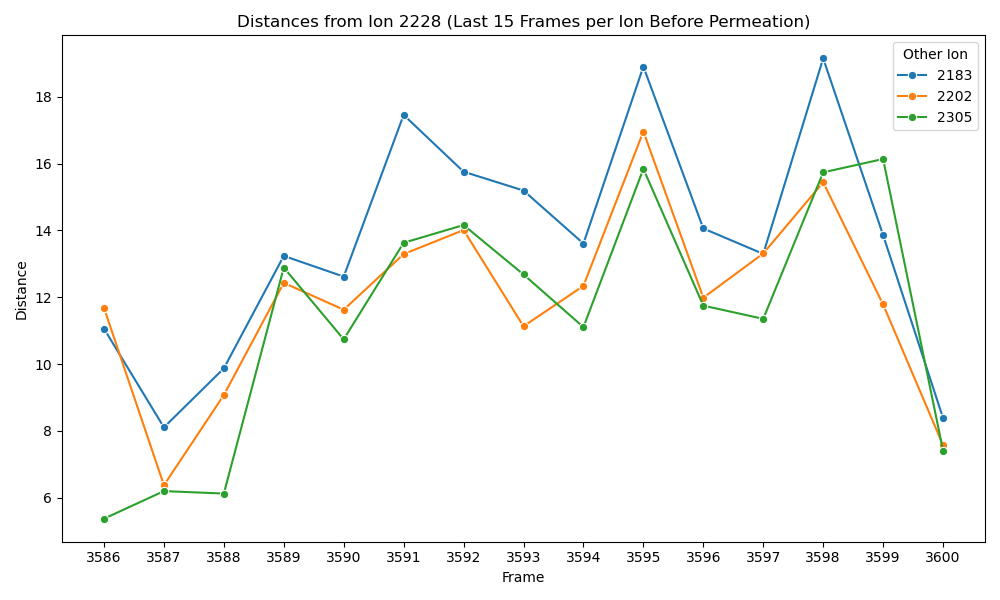 Distances from Ion 2228 (Last 15 Frames per Ion Before Permeation)
Other Ion
2183
2202
2305
Distance
18
16
14
12
10
8
6
3586 3587 3588 3589 3590 3591 3592 3593 3594 3595 3596 3597 3598 3599 3600
Frame